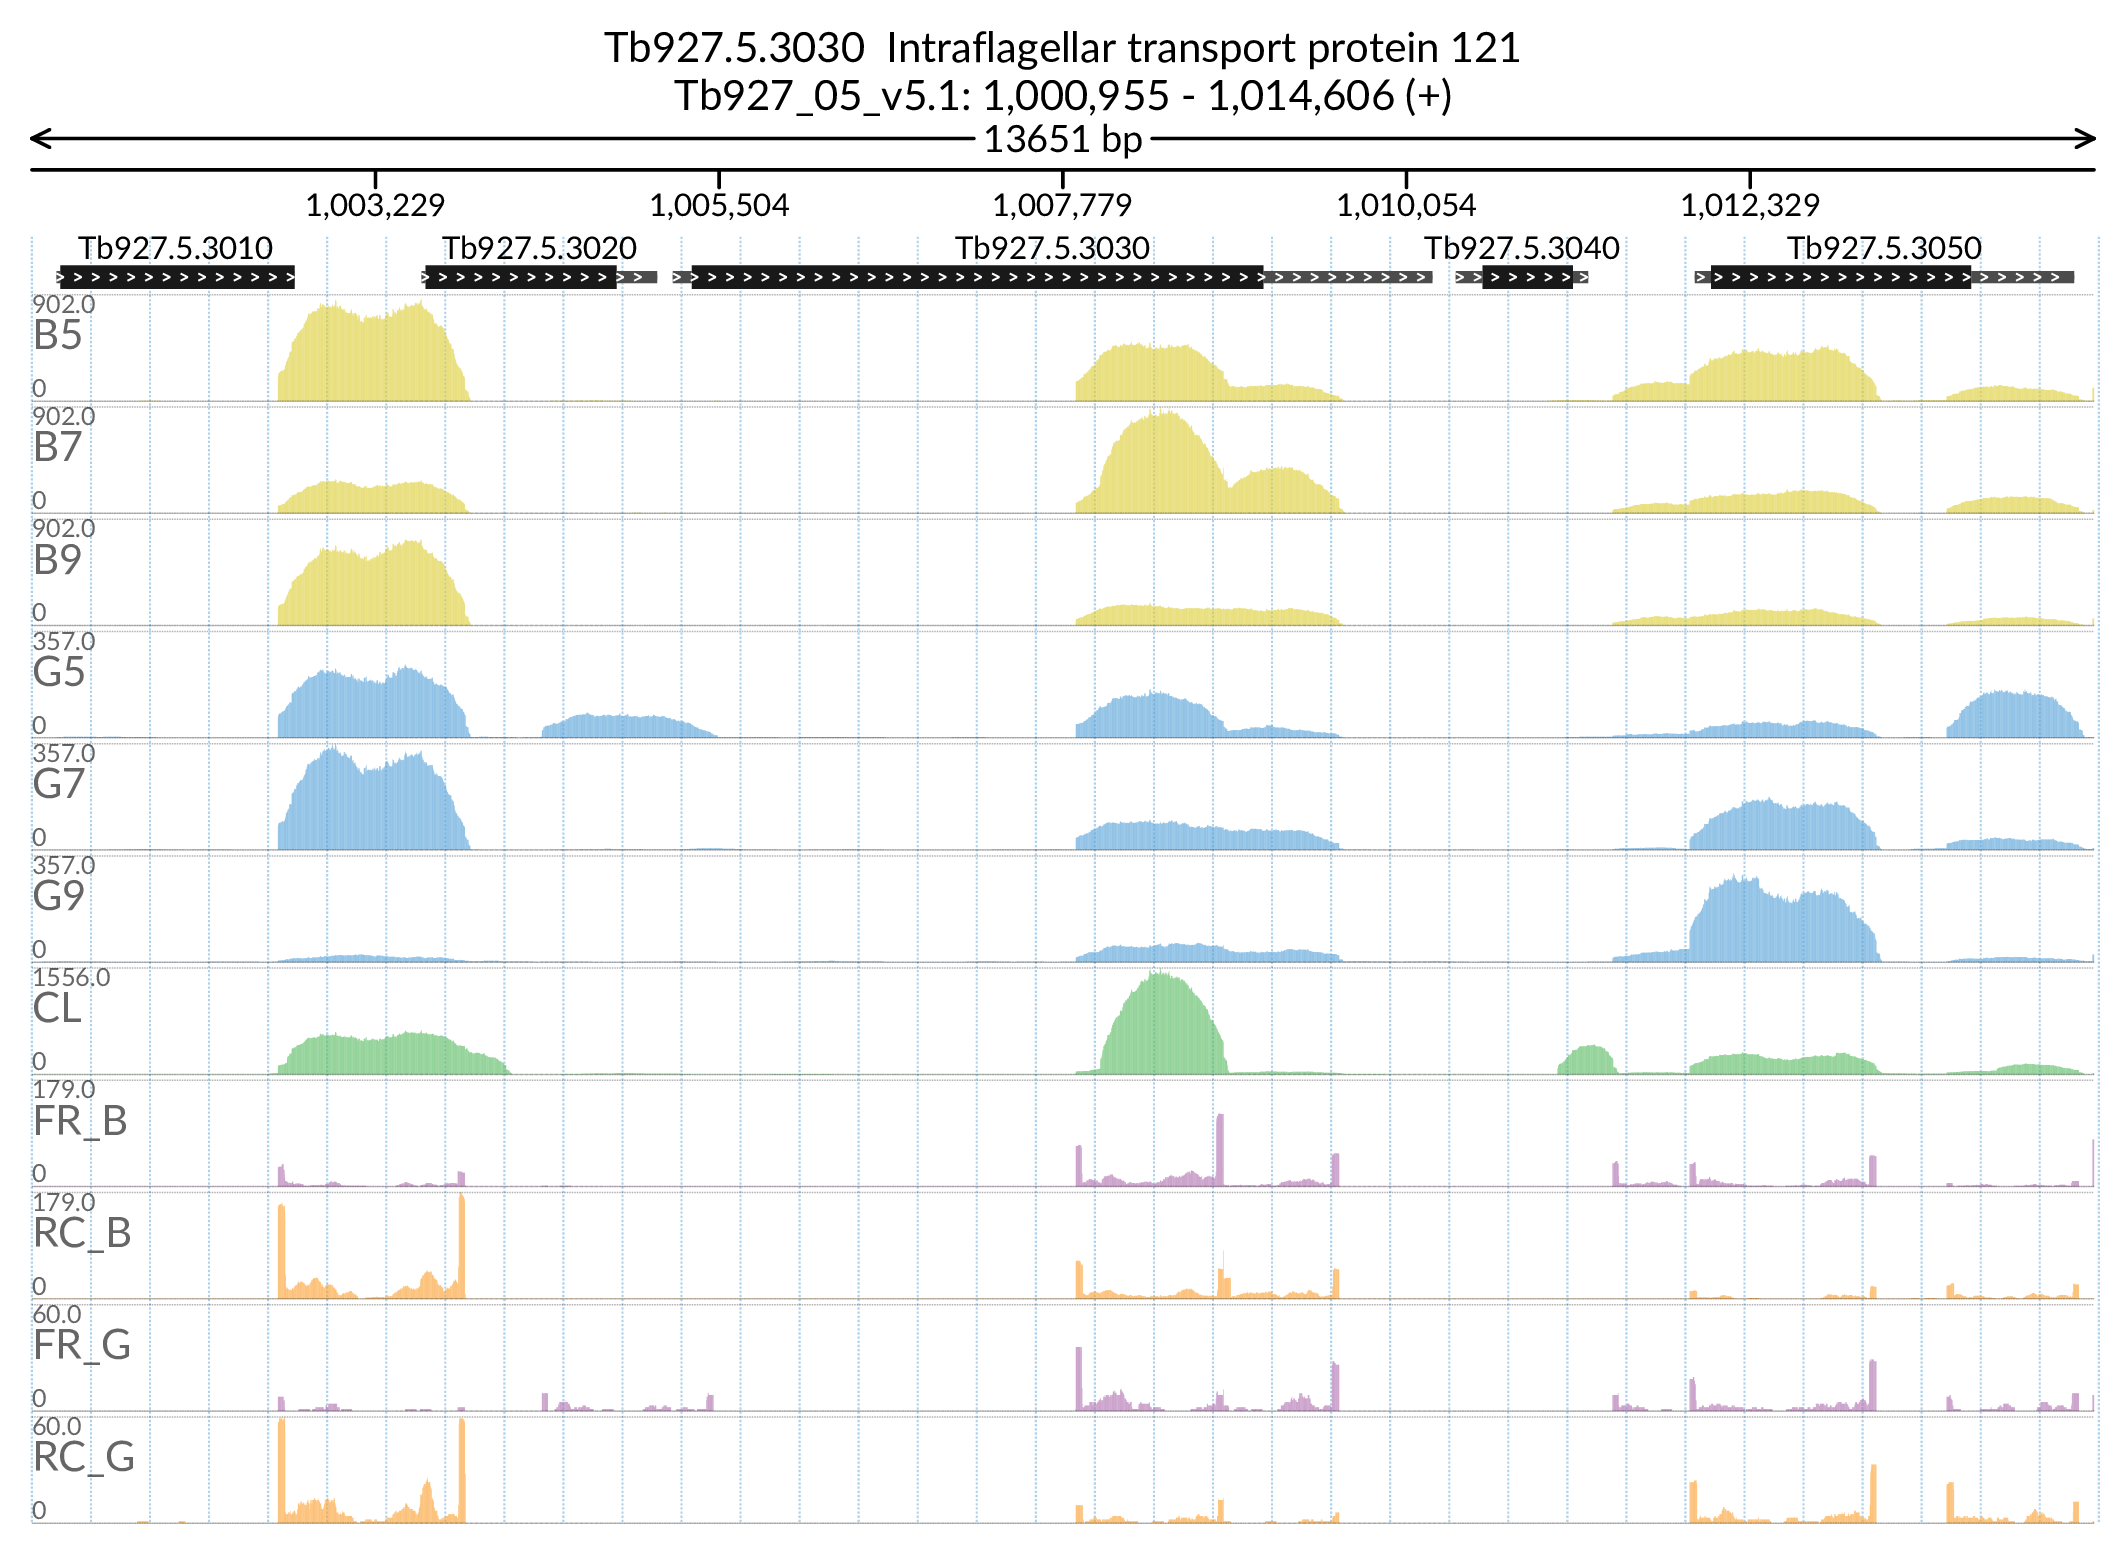 Tb927.5.3030 Intraflagellar transport protein 121
Tb927_05_v5.1: 1,000,955 - 1,014,606 (+)
13651 bp
1,003,229 1,005,504 1,007,779 1,010,054 1,012,329
Tb927.5.3010 Tb927.5.3020 Tb927.5.3030 Tb927.5.3040 Tb927.5.3050
902.0
B5
0
902.0
B7
0
902.0
B9
0
357.0
G5
0
357.0
G7
0
357.0
G9
0
1556.0
CL
0
179.0
FR_B
0
179.0
RC_B
0
60.0
FR_G
0
60.0
RC_G
0